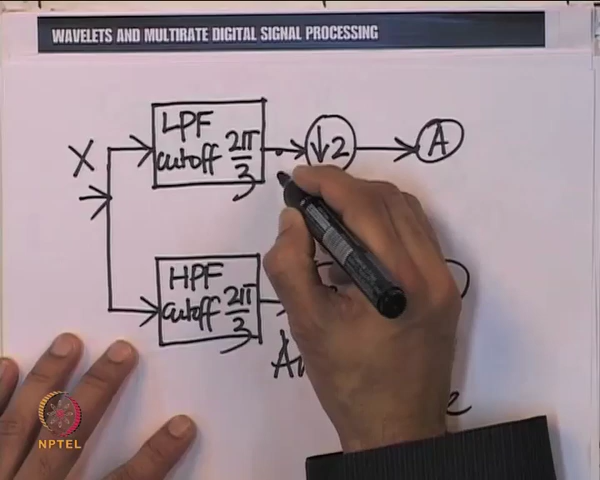 WAVELETS AND MULTIRATE DIGITAL SIGNAL PROCESSING
LPF
cutoff 2π/3
X
↓2
A
HPF
cutoff 2π/3
NPTEL